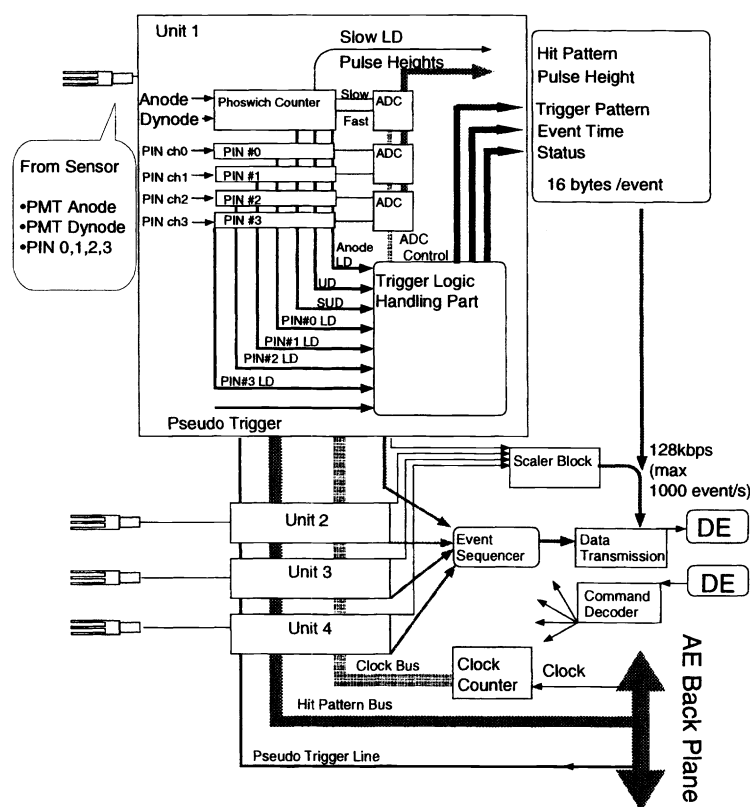 Unit 1
Slow LD
Pulse Heights
Hit Pattern
Pulse Height
Trigger Pattern
Event Time
Status
16 bytes /event
Anode
Dynode
Phoswich Counter
Slow
Fast
ADC
PIN ch0
PIN #0
ADC
PIN ch1
PIN #1
PIN ch2
PIN #2
ADC
PIN ch3
PIN #3
From Sensor
•PMT Anode
•PMT Dynode
•PIN 0,1,2,3
Anode
LD
ADC
Control
UD
SUD
PIN#0 LD
PIN#1 LD
PIN#2 LD
PIN#3 LD
Trigger Logic
Handling Part
Pseudo Trigger
Scaler Block
128kbps
(max
1000 event/s)
Unit 2
Unit 3
Unit 4
Event
Sequencer
Data
Transmission
DE
Command
Decoder
DE
Clock Bus
Clock
Counter
Clock
Hit Pattern Bus
Pseudo Trigger Line
AE Back Plane